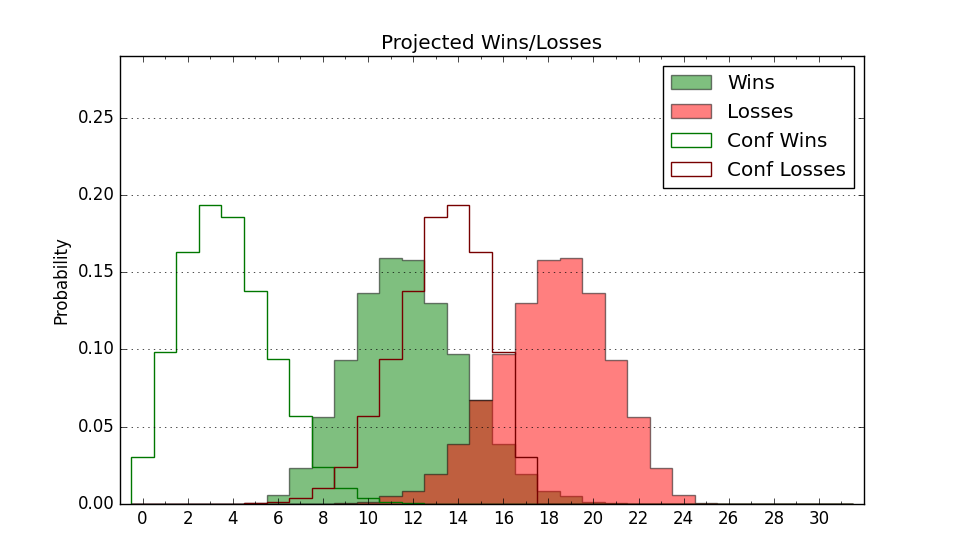 Projected Wins/Losses
Wins
Losses
Conf Wins
Conf Losses
Probability
0.25
0.20
0.15
0.10
0.05
0.00
0 2 4 6 8 10 12 14 16 18 20 22 24 26 28 30